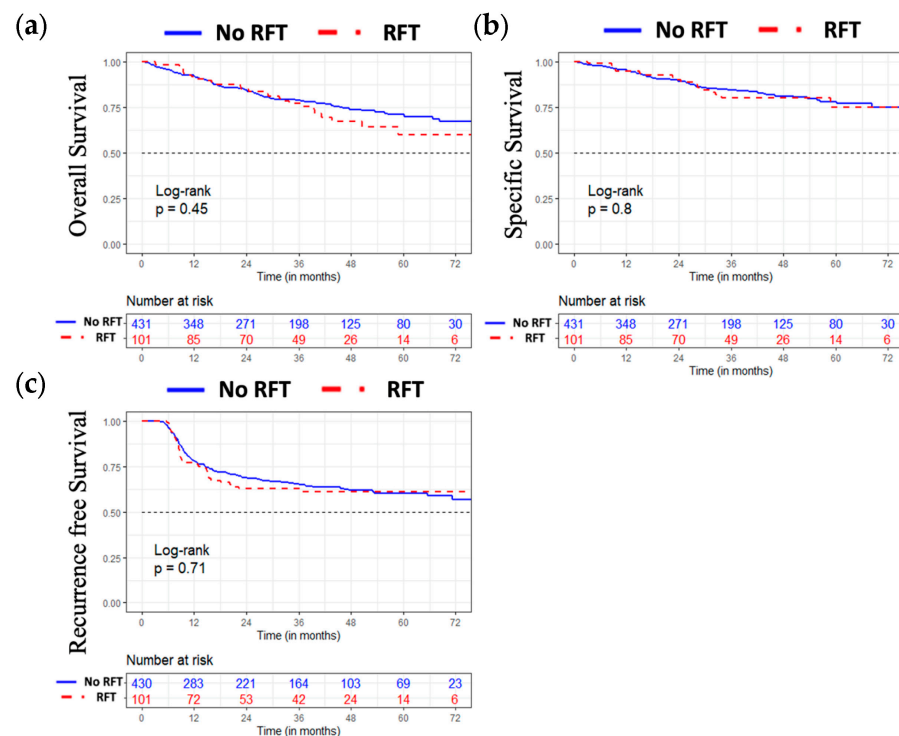 (a)
No RFT
RFT
Overall Survival
1.00
0.75
0.50
0.25
0.00
Log-rank
p = 0.45
0 12 24 36 48 60 72
Time (in months)
Number at risk
No RFT 431 348 271 198 125 80 30
RFT 101 85 70 49 26 14 6
0 12 24 36 48 60 72
Time (in months)
(b)
No RFT
RFT
Specific Survival
1.00
0.75
0.50
0.25
0.00
Log-rank
p = 0.8
0 12 24 36 48 60 72
Time (in months)
Number at risk
No RFT 431 348 271 198 125 80 30
RFT 101 85 70 49 26 14 6
0 12 24 36 48 60 72
Time (in months)
(c)
No RFT
RFT
Recurrence free Survival
1.00
0.75
0.50
0.25
0.00
Log-rank
p = 0.71
0 12 24 36 48 60 72
Time (in months)
Number at risk
No RFT 430 283 221 164 103 69 23
RFT 101 72 53 42 24 14 6
0 12 24 36 48 60 72
Time (in months)